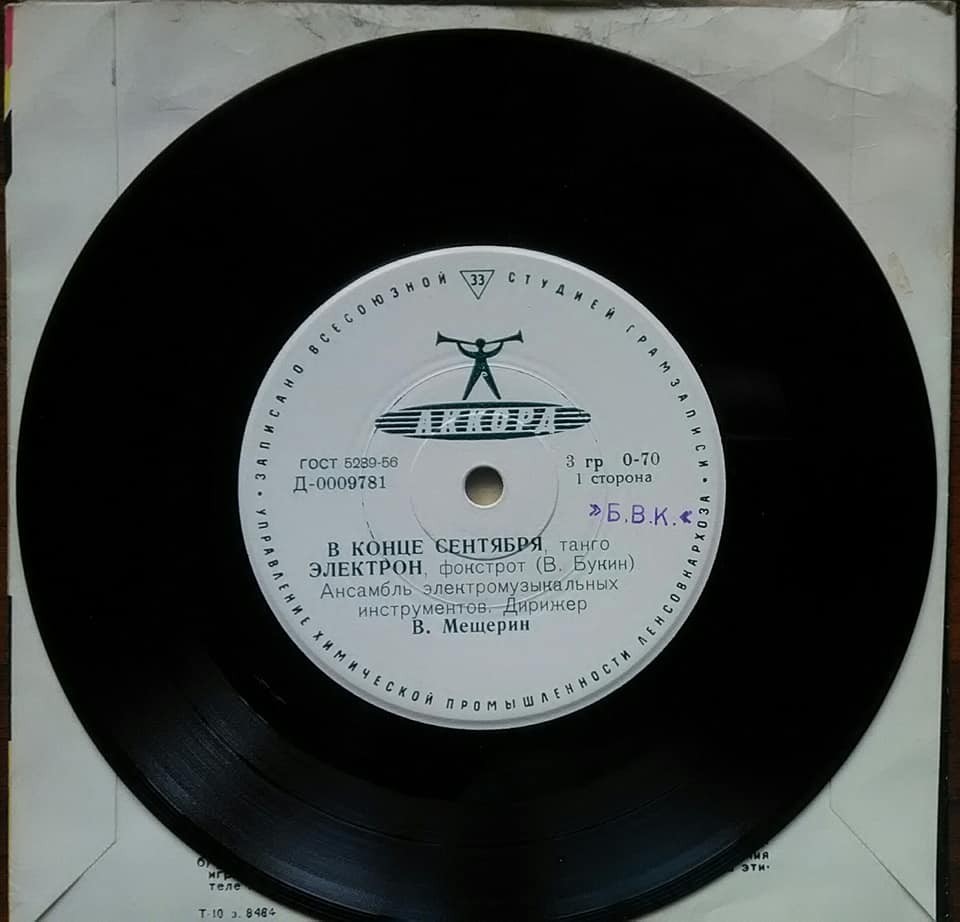 ЗАПИСАНО ВСЕСОЮЗНОЙ 33 СТУДИЕЙ ГРАМЗАПИСИ
АККОРД
ГОСТ 5289-56
Д-0009781
3 гр 0-70
1 сторона
»Б.В.К.«
В КОНЦЕ СЕНТЯБРЯ, танго
ЭЛЕКТРОН, фокстрот (В. Букин)
Ансамбль электромузыкальных
инструментов. Дирижер
В. Мещерин
УПРАВЛЕНИЕ ХИМИЧЕСКОЙ ПРОМЫШЛЕННОСТИ ЛЕНСОВНАРХОЗА
теле
Т-10 з. 8464